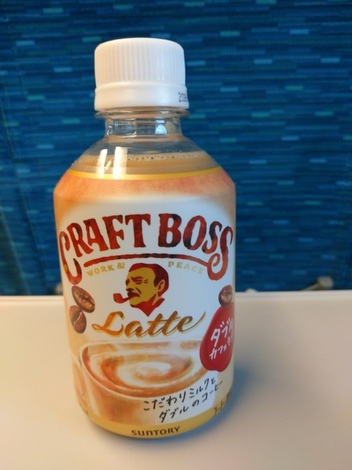 CRAFT BOSS
WORK & PEACE
Latte
ダブル
こだわりミルクと
ダブルのコーヒー
SUNTORY